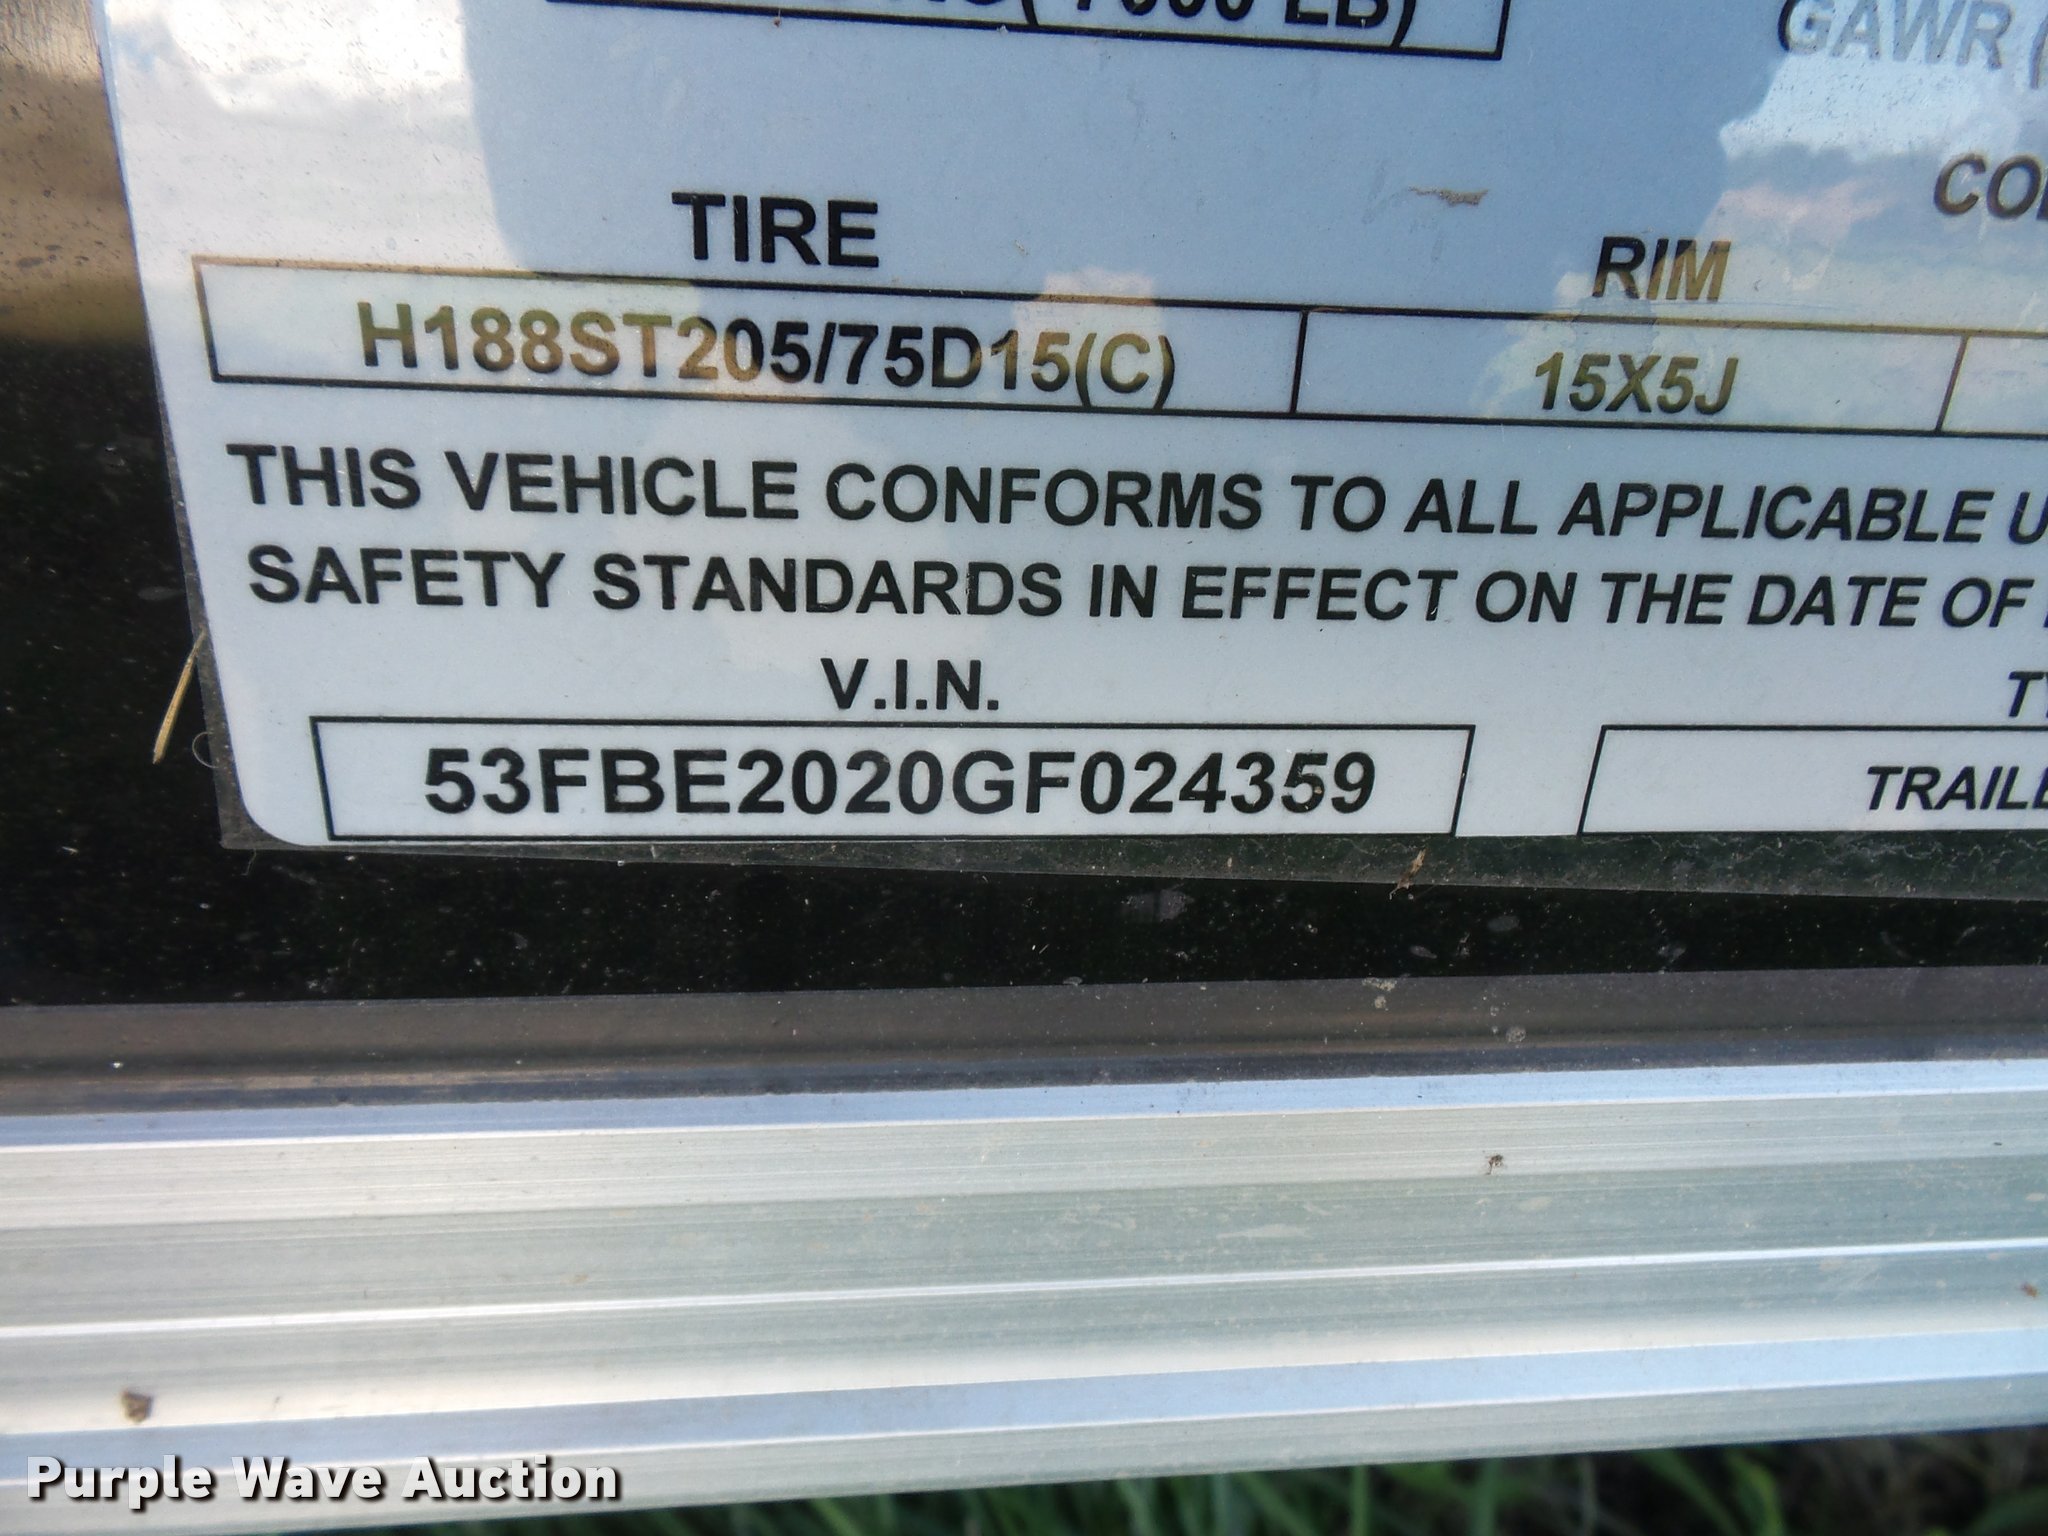 LB)
GAWR (
TIRE
RIM
H188ST205/75D15(C)
15X5J
THIS VEHICLE CONFORMS TO ALL APPLICABLE
SAFETY STANDARDS IN EFFECT ON THE DATE OF
V.I.N.
53FBE2020GF024359
Purple Wave Auction